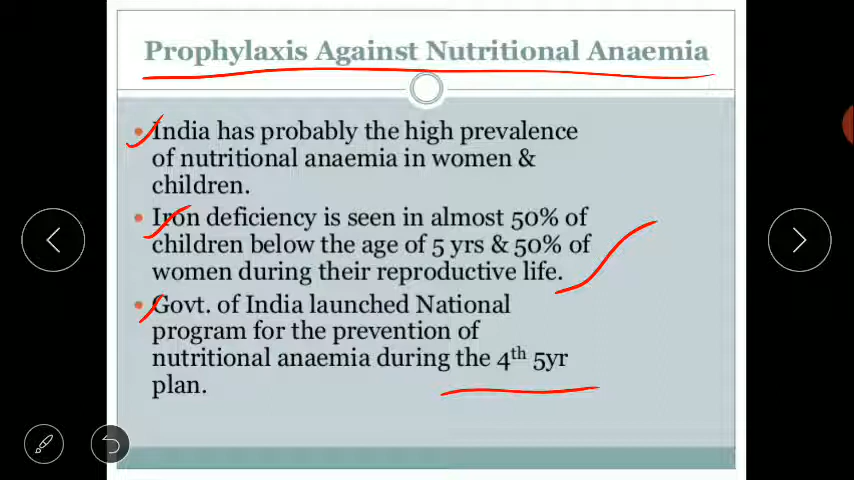 Prophylaxis Against Nutritional Anaemia
India has probably the high prevalence
of nutritional anaemia in women &
children.
Iron deficiency is seen in almost 50% of
children below the age of 5 yrs & 50% of
women during their reproductive life.
Govt. of India launched National
program for the prevention of
nutritional anaemia during the 4th 5yr
plan.